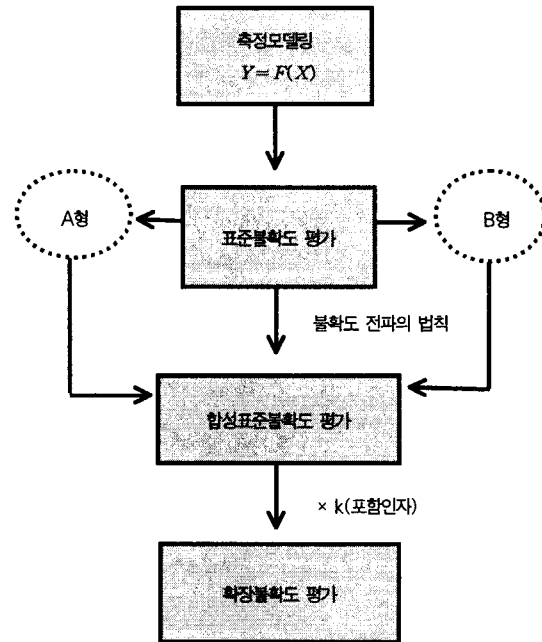 측정모델링
Y= F(X)
A형
표준불확도 평가
B형
불확도 전파의 법칙
합성표준불확도 평가
× k(포함인자)
확장불확도 평가